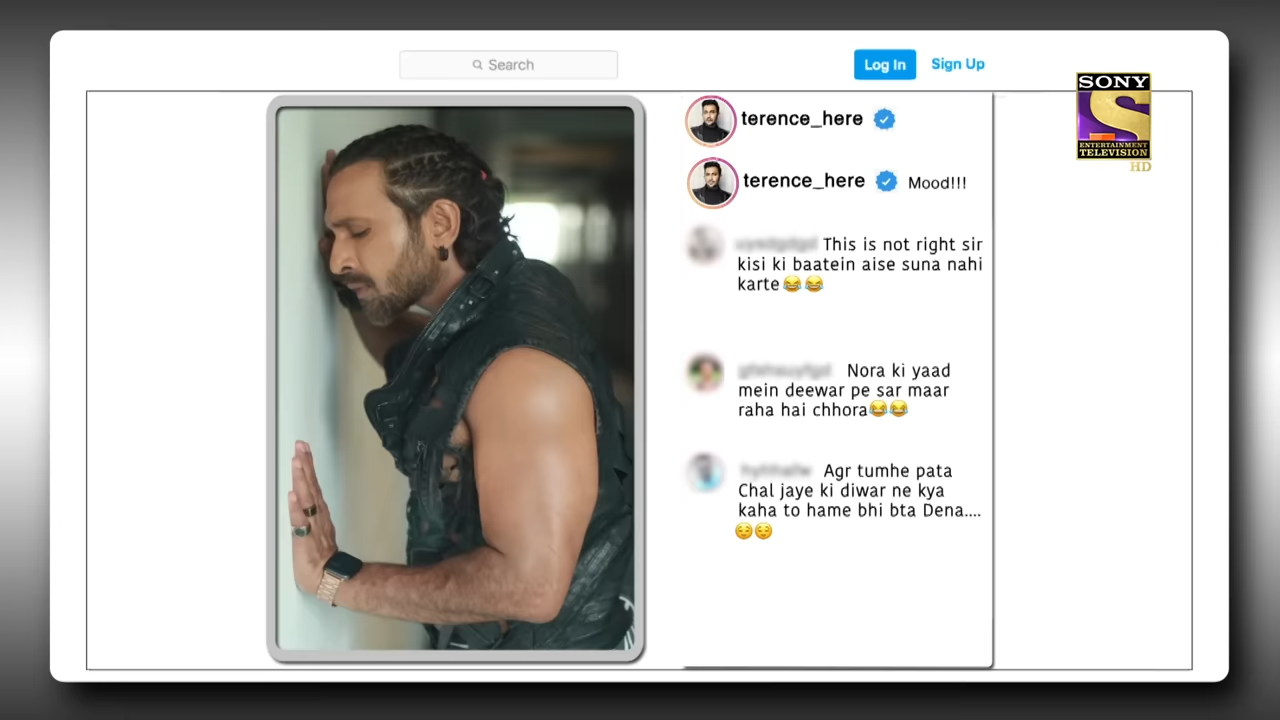 Search
Log In
Sign Up
SONY
S
ENTERTAINMENT
TELEVISION
HD
terence_here
terence_here Mood!!!
This is not right sir
kisi ki baatein aise suna nahi
karte😂😂
Nora ki yaad
mein deewar pe sar maar
raha hai chhora😂😂
Agr tumhe pata
Chal jaye ki diwar ne kya
kaha to hame bhi bta Dena....
😌😌